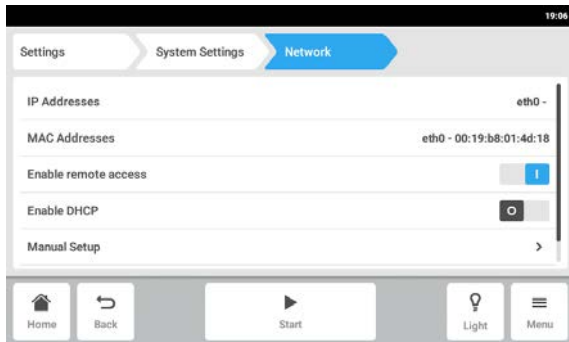 19:06
Settings
System Settings
Network
IP Addresses
eth0 -
MAC Addresses
eth0 - 00:19:b8:01:4d:18
Enable remote access
I
Enable DHCP
O
Manual Setup
Home
Back
Start
Light
Menu